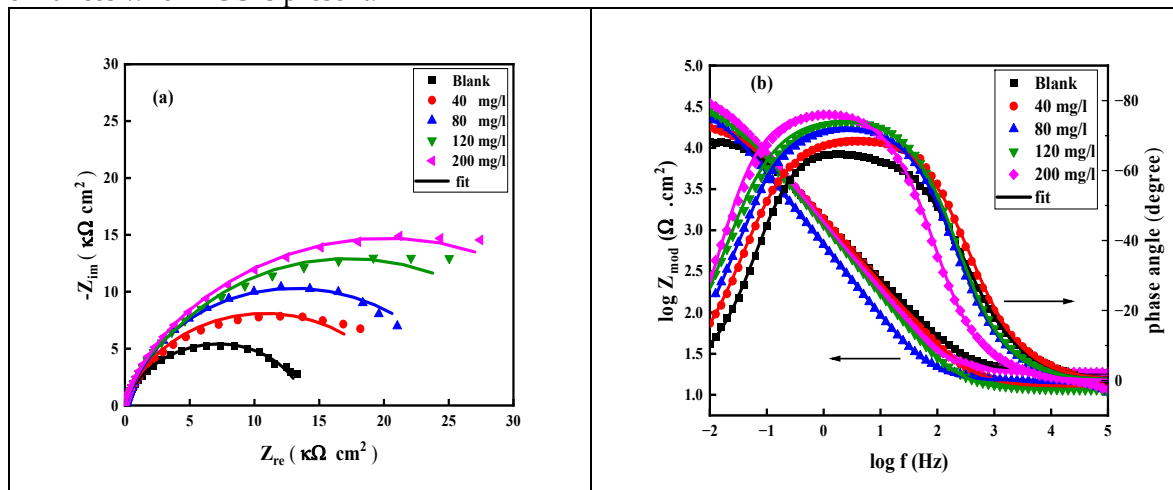 30
25
20
15
10
5
0
0
5
10
15
20
25
30
-Z_im ( κΩ cm²)
Z_re ( κΩ cm²)
(a)
Blank
40 mg/l
80 mg/l
120 mg/l
200 mg/l
fit
5.0
4.5
4.0
3.5
3.0
2.5
2.0
1.5
1.0
log Z_mod (Ω .cm²)
(b)
Blank
40 mg/l
80 mg/l
120 mg/l
200 mg/l
fit
−80
−60
−40
−20
0
phase angle (degree)
−2
−1
0
1
2
3
4
5
log f (Hz)